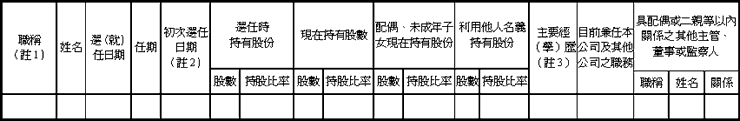 職稱
（註1）
姓名
選（就）
任日期
任期
初次選任
日期
（註2）
選任時
持有股份
股數
持股比率
現在持有股數
股數
持股比率
配偶、未成年子
女現在持有股份
股數
持股比率
利用他人名義
持有股份
股數
持股比率
主要經
（學）歷
（註3）
目前兼任本
公司及其他
公司之職務
具配偶或二親等以內
關係之其他主管、
董事或監察人
職稱
姓名
關係